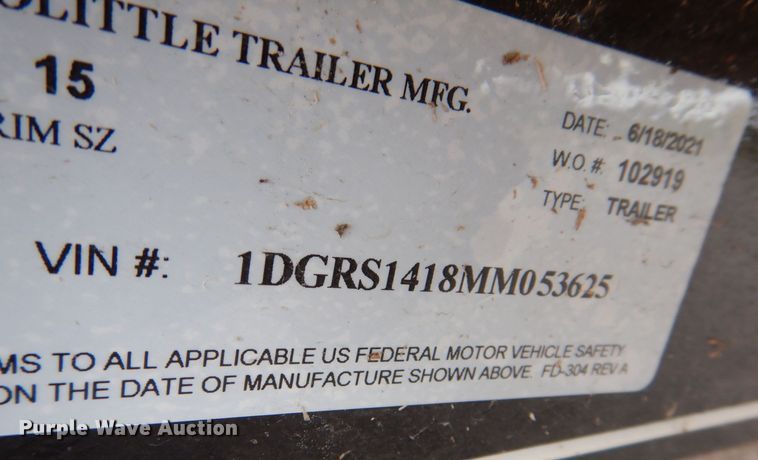 OLITTLE TRAILER MFG.
15
RIM SZ
DATE: 6/18/2021
W.O.#: 102919
TYPE: TRAILER
VIN #: 1DGRS1418MM053625
MS TO ALL APPLICABLE US FEDERAL MOTOR VEHICLE SAFETY
ON THE DATE OF MANUFACTURE SHOWN ABOVE. FD-304 REV A
Purple Wave Auction